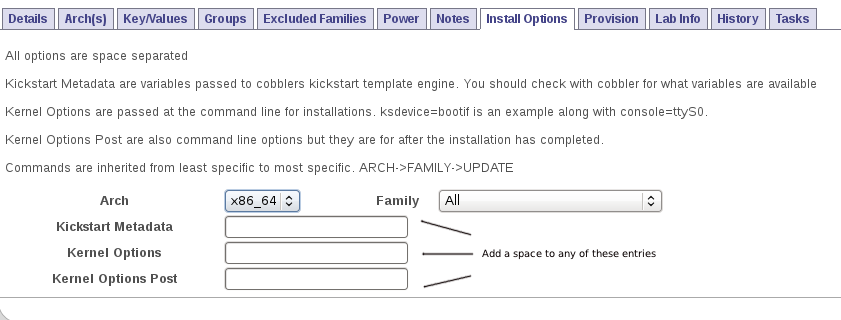 Details Arch(s) Key/Values Groups Excluded Families Power Notes Install Options Provision Lab Info History Tasks
All options are space separated
Kickstart Metadata are variables passed to cobblers kickstart template engine. You should check with cobbler for what variables are available
Kernel Options are passed at the command line for installations. ksdevice=bootif is an example along with console=ttyS0.
Kernel Options Post are also command line options but they are for after the installation has completed.
Commands are inherited from least specific to most specific. ARCH->FAMILY->UPDATE
Arch x86_64 Family All
Kickstart Metadata
Kernel Options Add a space to any of these entries
Kernel Options Post